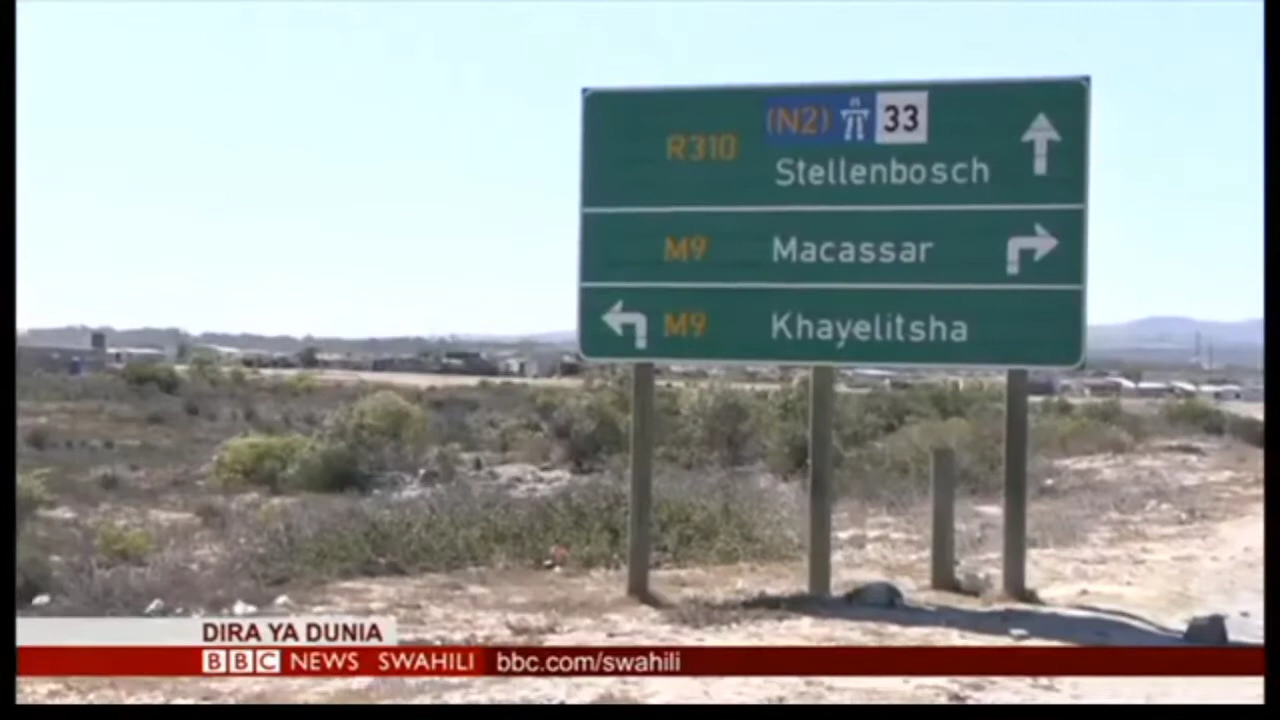 (N2) 33
R310
Stellenbosch
M9 Macassar
M9 Khayelitsha
DIRA YA DUNIA
BBC NEWS SWAHILI bbc.com/swahili